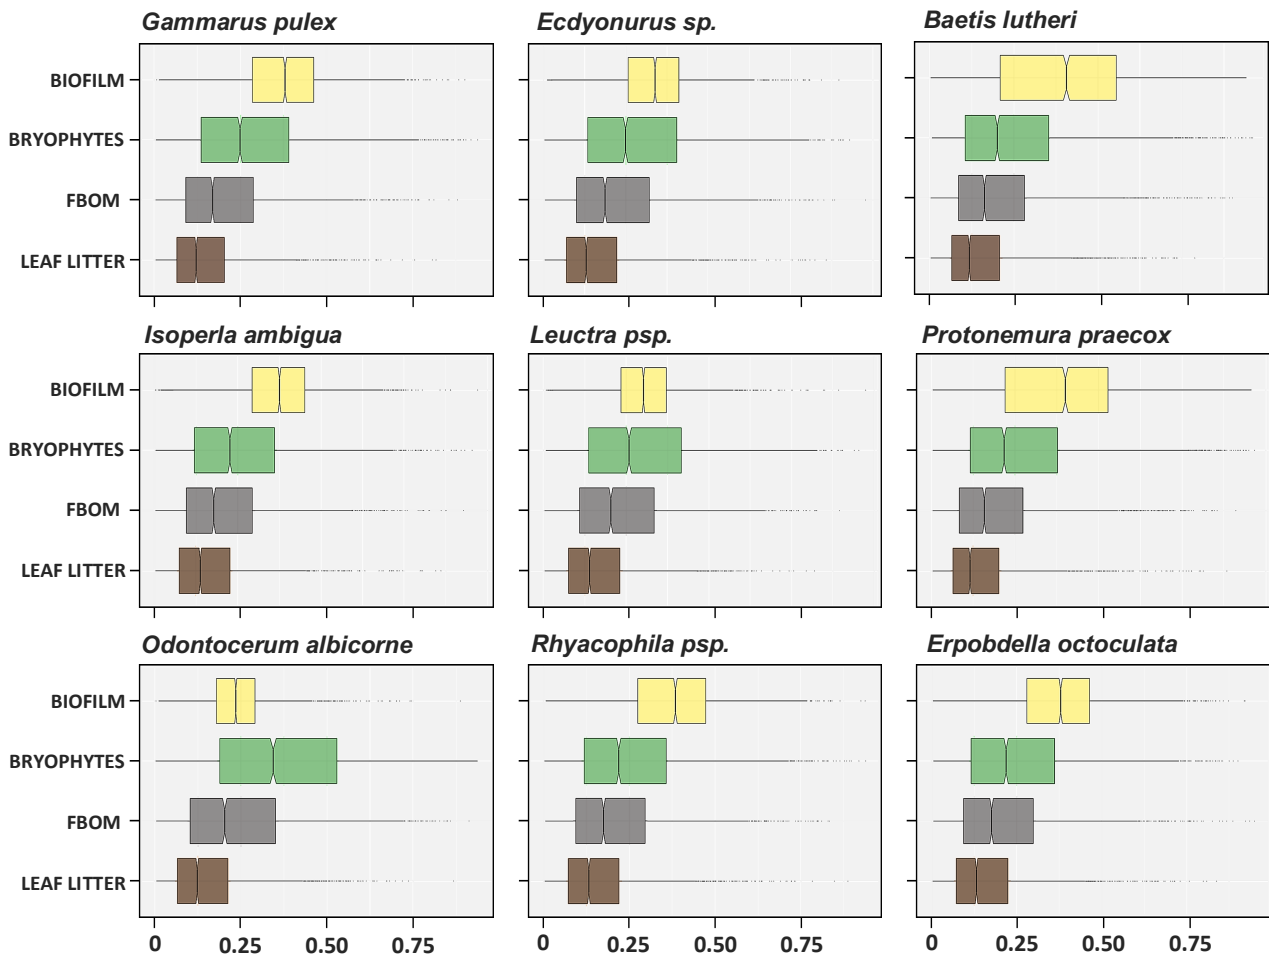 Gammarus pulex
Ecdyonurus sp.
Baetis lutheri
BIOFILM
BRYOPHYTES
FBOM
LEAF LITTER
Isoperla ambigua
Leuctra psp.
Protonemura praecox
BIOFILM
BRYOPHYTES
FBOM
LEAF LITTER
Odontocerum albicorne
Rhyacophila psp.
Erpobdella octoculata
BIOFILM
BRYOPHYTES
FBOM
LEAF LITTER
0 0.25 0.50 0.75
0 0.25 0.50 0.75
0 0.25 0.50 0.75